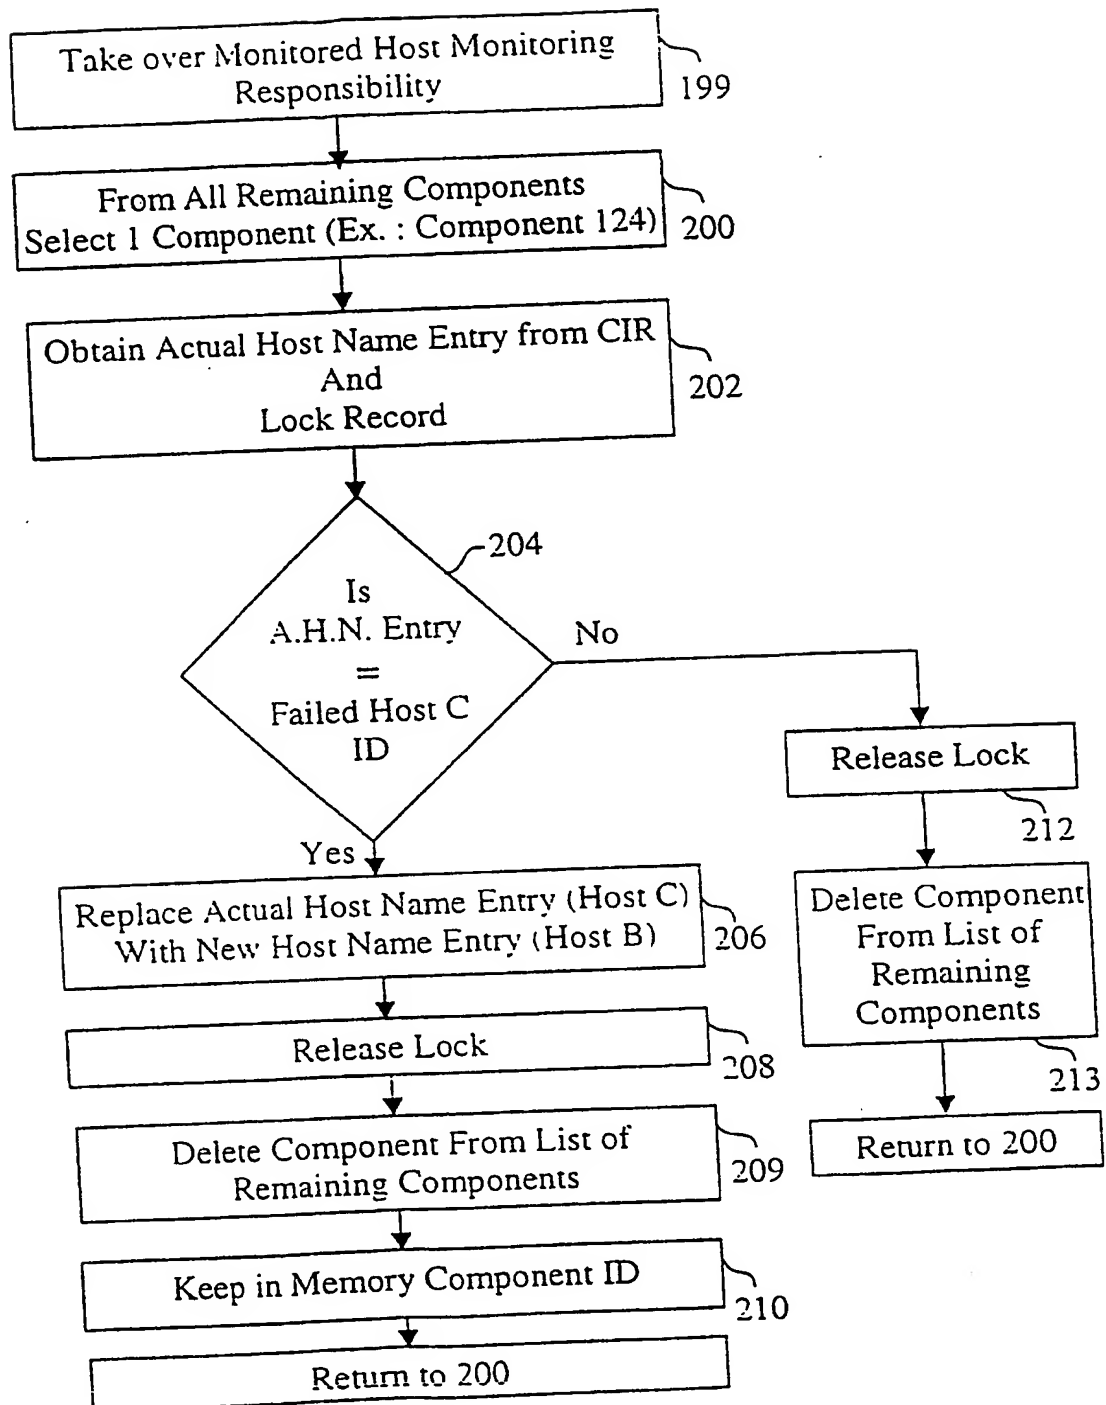 Take over Monitored Host Monitoring
Responsibility
199
From All Remaining Components
Select 1 Component (Ex. : Component 124)
200
Obtain Actual Host Name Entry from CIR
And
Lock Record
202
204
Is
A.H.N. Entry
=
Failed Host C
ID
No
Yes
Release Lock
212
Delete Component
From List of
Remaining
Components
213
Return to 200
Replace Actual Host Name Entry (Host C)
With New Host Name Entry (Host B)
206
Release Lock
208
Delete Component From List of
Remaining Components
209
Keep in Memory Component ID
210
Return to 200